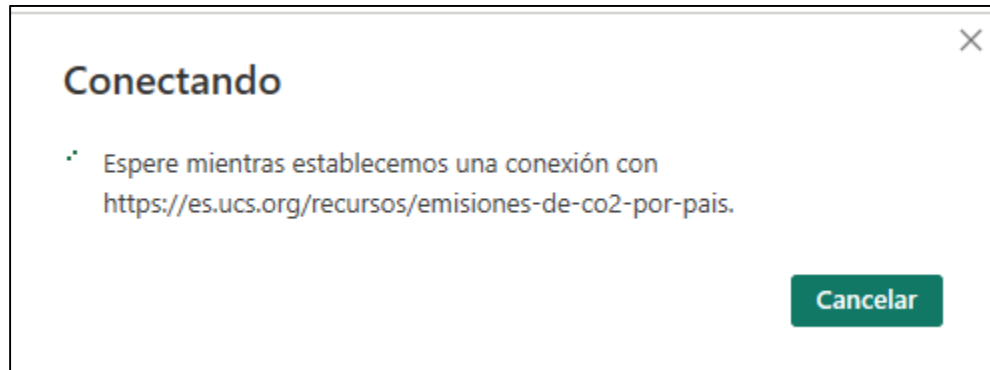 Conectando
Espere mientras establecemos una conexión con
https://es.ucs.org/recursos/emisiones-de-co2-por-pais.
Cancelar